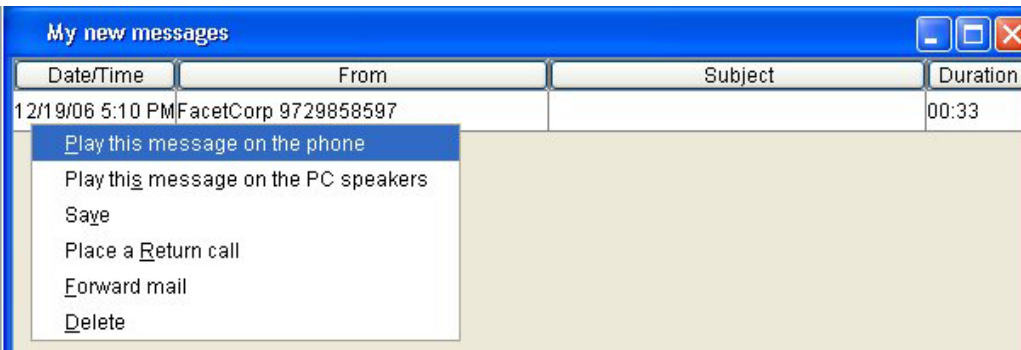 My new messages
Date/Time From Subject Duration
12/19/06 5:10 PM FacetCorp 9729858597 00:33
Play this message on the phone
Play this message on the PC speakers
Save
Place a Return call
Forward mail
Delete